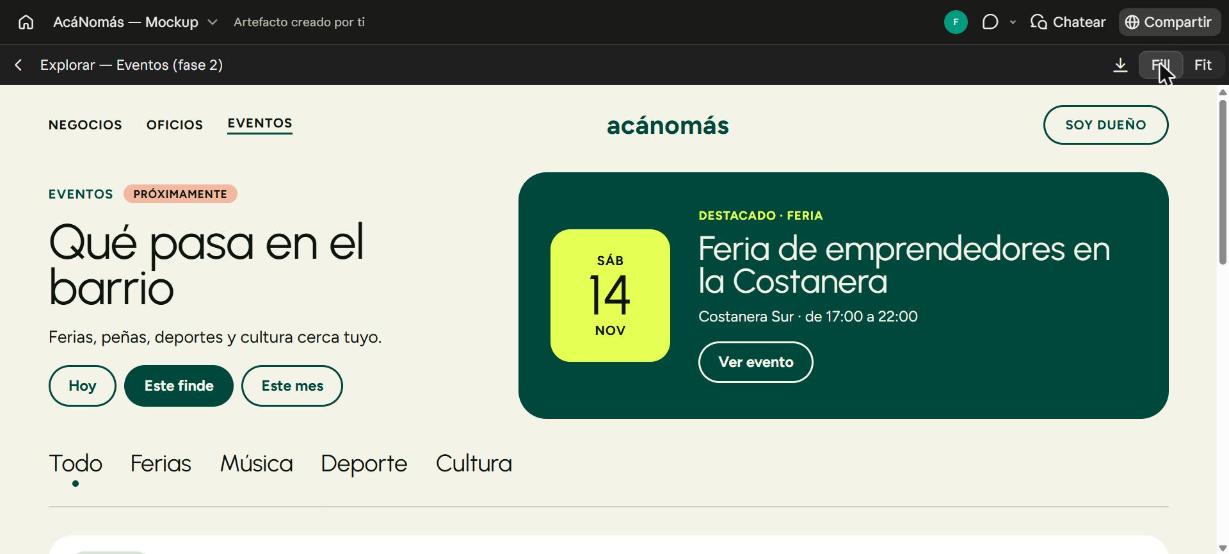 AcáNomás — Mockup
Artefacto creado por ti
F
Chatear
Compartir
Explorar — Eventos (fase 2)
Fill
Fit
NEGOCIOS
OFICIOS
EVENTOS
acánomás
SOY DUEÑO
EVENTOS
PRÓXIMAMENTE
Qué pasa en el
barrio
Ferias, peñas, deportes y cultura cerca tuyo.
Hoy
Este finde
Este mes
SÁB
14
NOV
DESTACADO · FERIA
Feria de emprendedores en
la Costanera
Costanera Sur · de 17:00 a 22:00
Ver evento
Todo
Ferias
Música
Deporte
Cultura